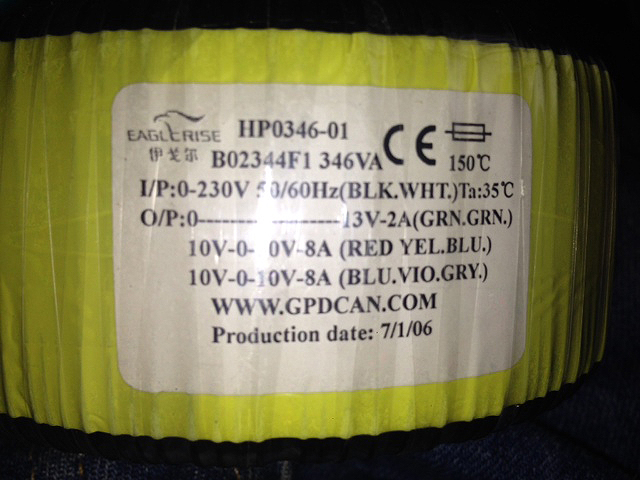 EAGLERISE
伊戈尔
HP0346-01
B02344F1 346VA CE 150℃
I/P:0-230V 50/60Hz(BLK.WHT.)Ta:35℃
O/P:0------------------13V-2A(GRN.GRN.)
10V-0-10V-8A (RED YEL.BLU.)
10V-0-10V-8A (BLU.VIO.GRY.)
WWW.GPDCAN.COM
Production date: 7/1/06